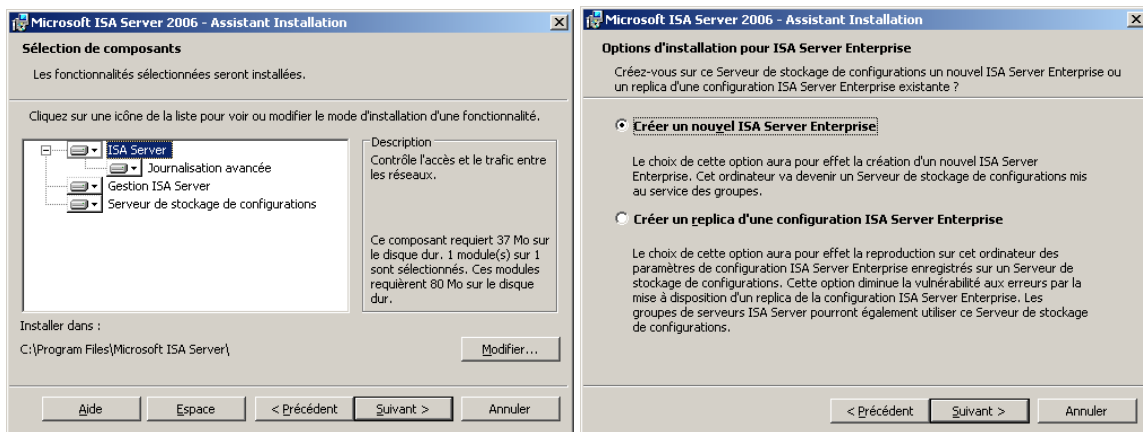 Microsoft ISA Server 2006 - Assistant Installation
Sélection de composants
Les fonctionnalités sélectionnées seront installées.
Cliquez sur une icône de la liste pour voir ou modifier le mode d'installation d'une fonctionnalité.
ISA Server
Journalisation avancée
Gestion ISA Server
Serveur de stockage de configurations
Description
Contrôle l'accès et le trafic entre
les réseaux.
Ce composant requiert 37 Mo sur
le disque dur. 1 module(s) sur 1
sont sélectionnés. Ces modules
requièrent 80 Mo sur le disque
dur.
Installer dans :
C:\Program Files\Microsoft ISA Server\
Modifier...
Aide
Espace
< Précédent
Suivant >
Annuler
Microsoft ISA Server 2006 - Assistant Installation
Options d'installation pour ISA Server Enterprise
Créez-vous sur ce Serveur de stockage de configurations un nouvel ISA Server Enterprise ou
un replica d'une configuration ISA Server Enterprise existante ?
Créer un nouvel ISA Server Enterprise
Le choix de cette option aura pour effet la création d'un nouvel ISA Server
Enterprise. Cet ordinateur va devenir un Serveur de stockage de configurations mis
au service des groupes.
Créer un replica d'une configuration ISA Server Enterprise
Le choix de cette option aura pour effet la reproduction sur cet ordinateur des
paramètres de configuration ISA Server Enterprise enregistrés sur un Serveur de
stockage de configurations. Cette option diminue la vulnérabilité aux erreurs par la
mise à disposition d'un replica de la configuration ISA Server Enterprise. Les
groupes de serveurs ISA Server pourront également utiliser ce Serveur de stockage
de configurations.
< Précédent
Suivant >
Annuler